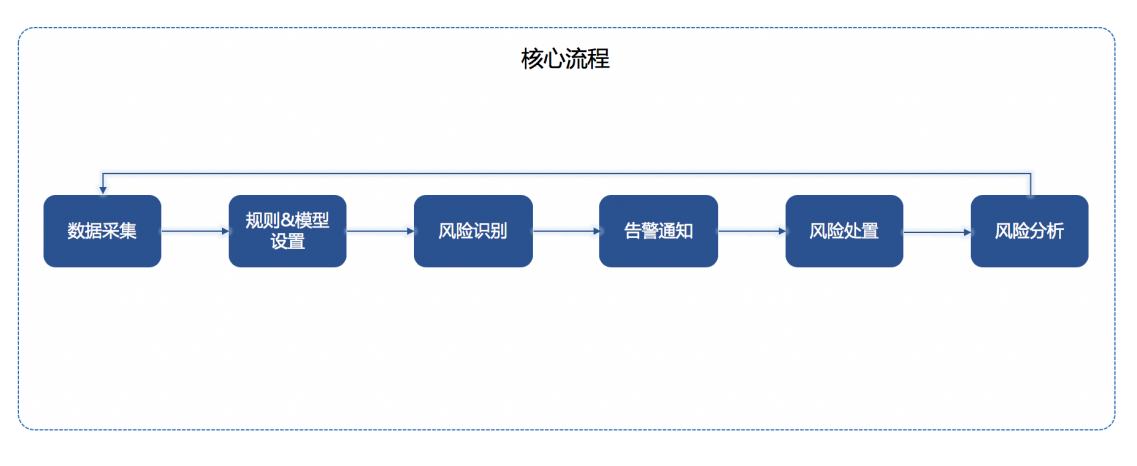 核心流程
数据采集
规则&模型
设置
风险识别
告警通知
风险处置
风险分析